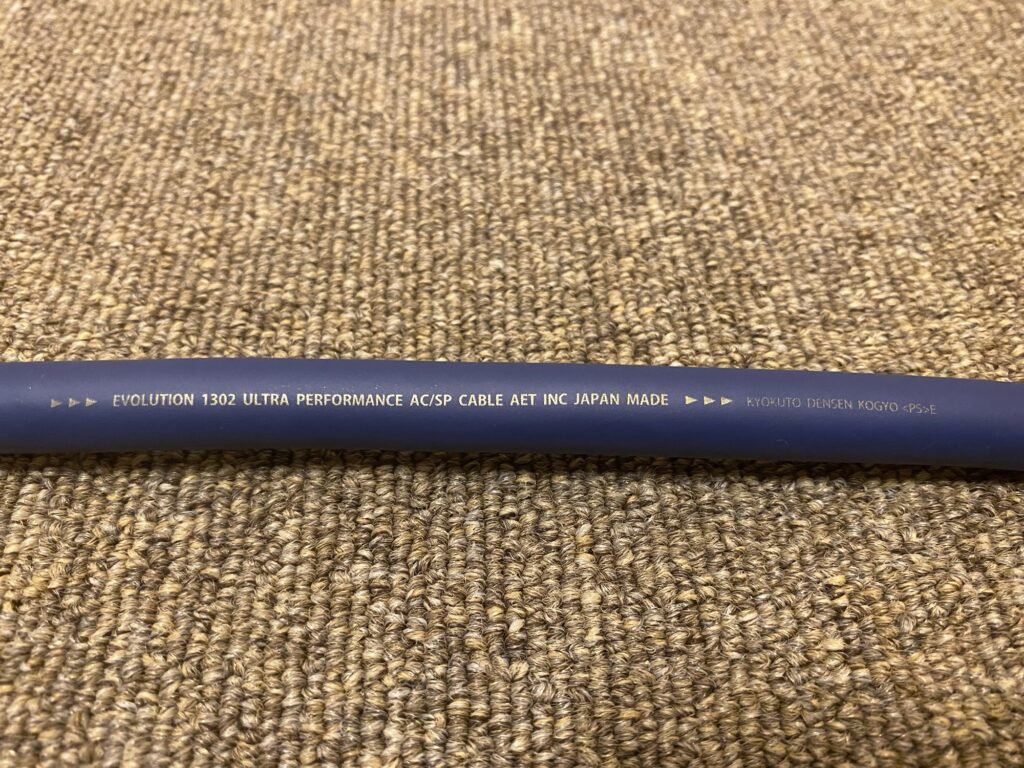 ▶▶▶ EVOLUTION 1302 ULTRA PERFORMANCE AC/SP CABLE AET INC JAPAN MADE ▶▶▶ KYOKUTO DENSEN KOGYO <PS>E